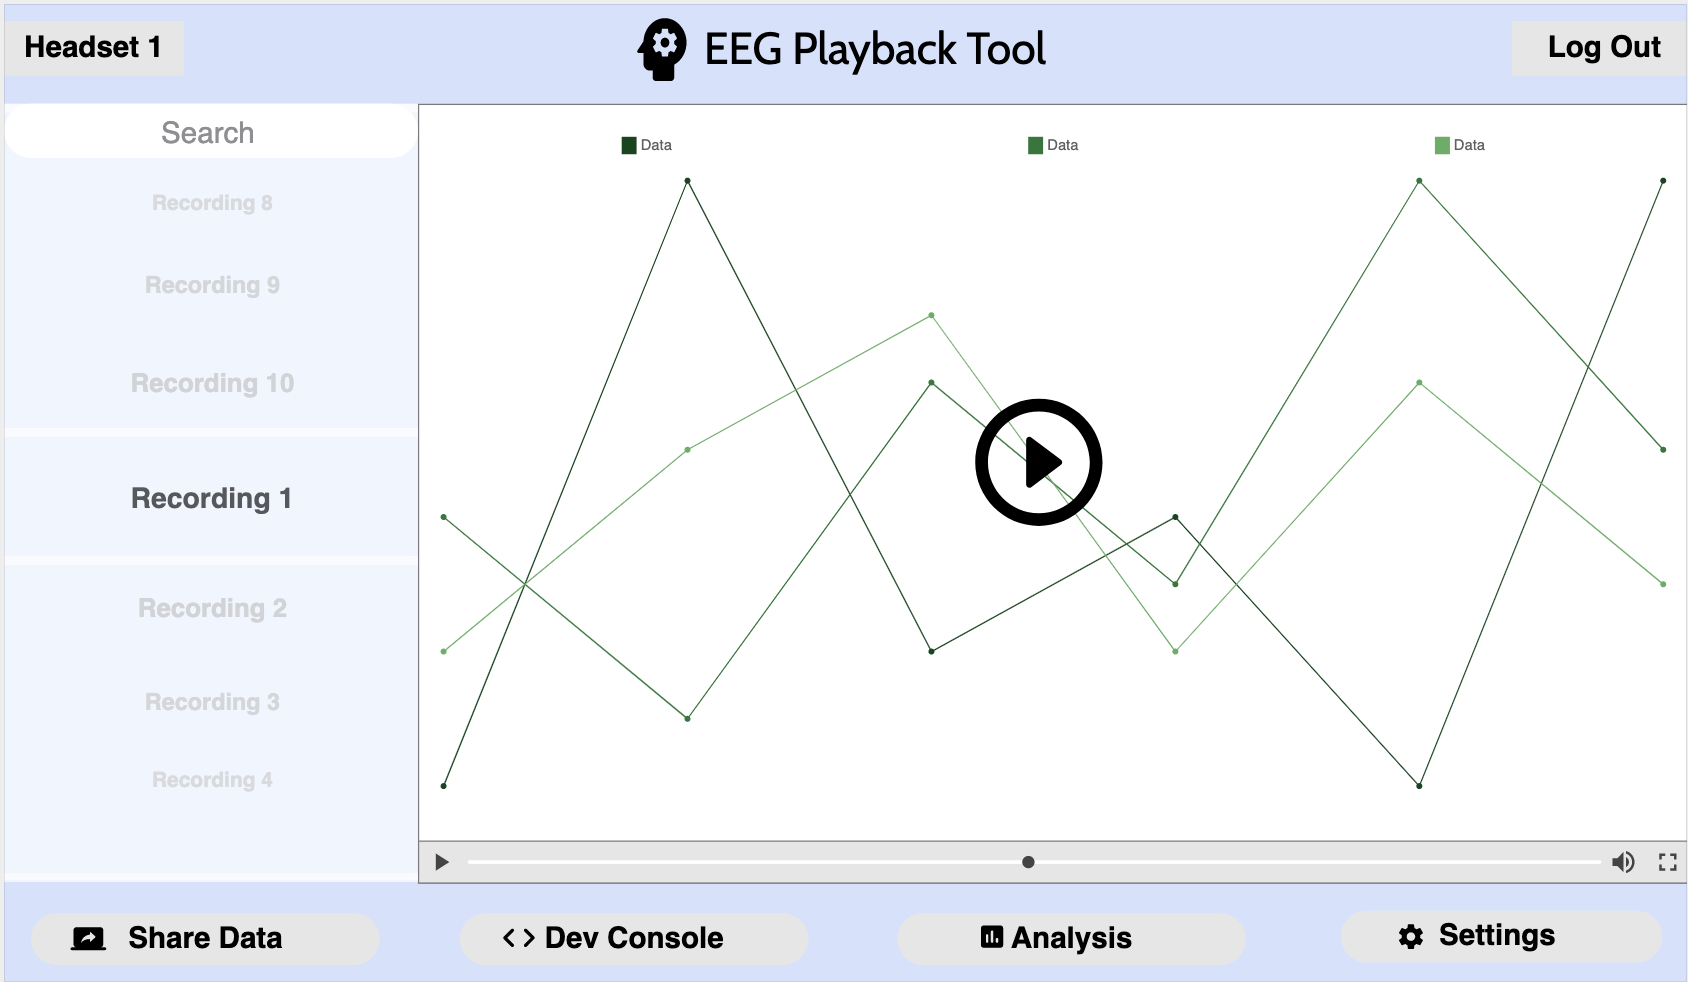 Headset 1
EEG Playback Tool
Log Out
Search
Recording 8
Recording 9
Recording 10
Recording 1
Recording 2
Recording 3
Recording 4
Data
Data
Data
Share Data
Dev Console
Analysis
Settings